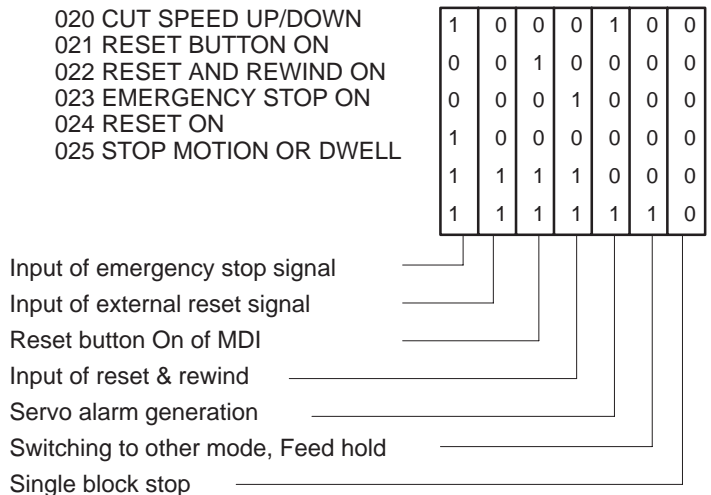 020 CUT SPEED UP/DOWN 1 0 0 0 1 0 0
021 RESET BUTTON ON 0 0 1 0 0 0 0
022 RESET AND REWIND ON 0 0 0 1 0 0 0
023 EMERGENCY STOP ON 1 0 0 0 0 0 0
024 RESET ON 1 1 1 1 0 0 0
025 STOP MOTION OR DWELL 1 1 1 1 1 1 0
Input of emergency stop signal
Input of external reset signal
Reset button On of MDI
Input of reset & rewind
Servo alarm generation
Switching to other mode, Feed hold
Single block stop